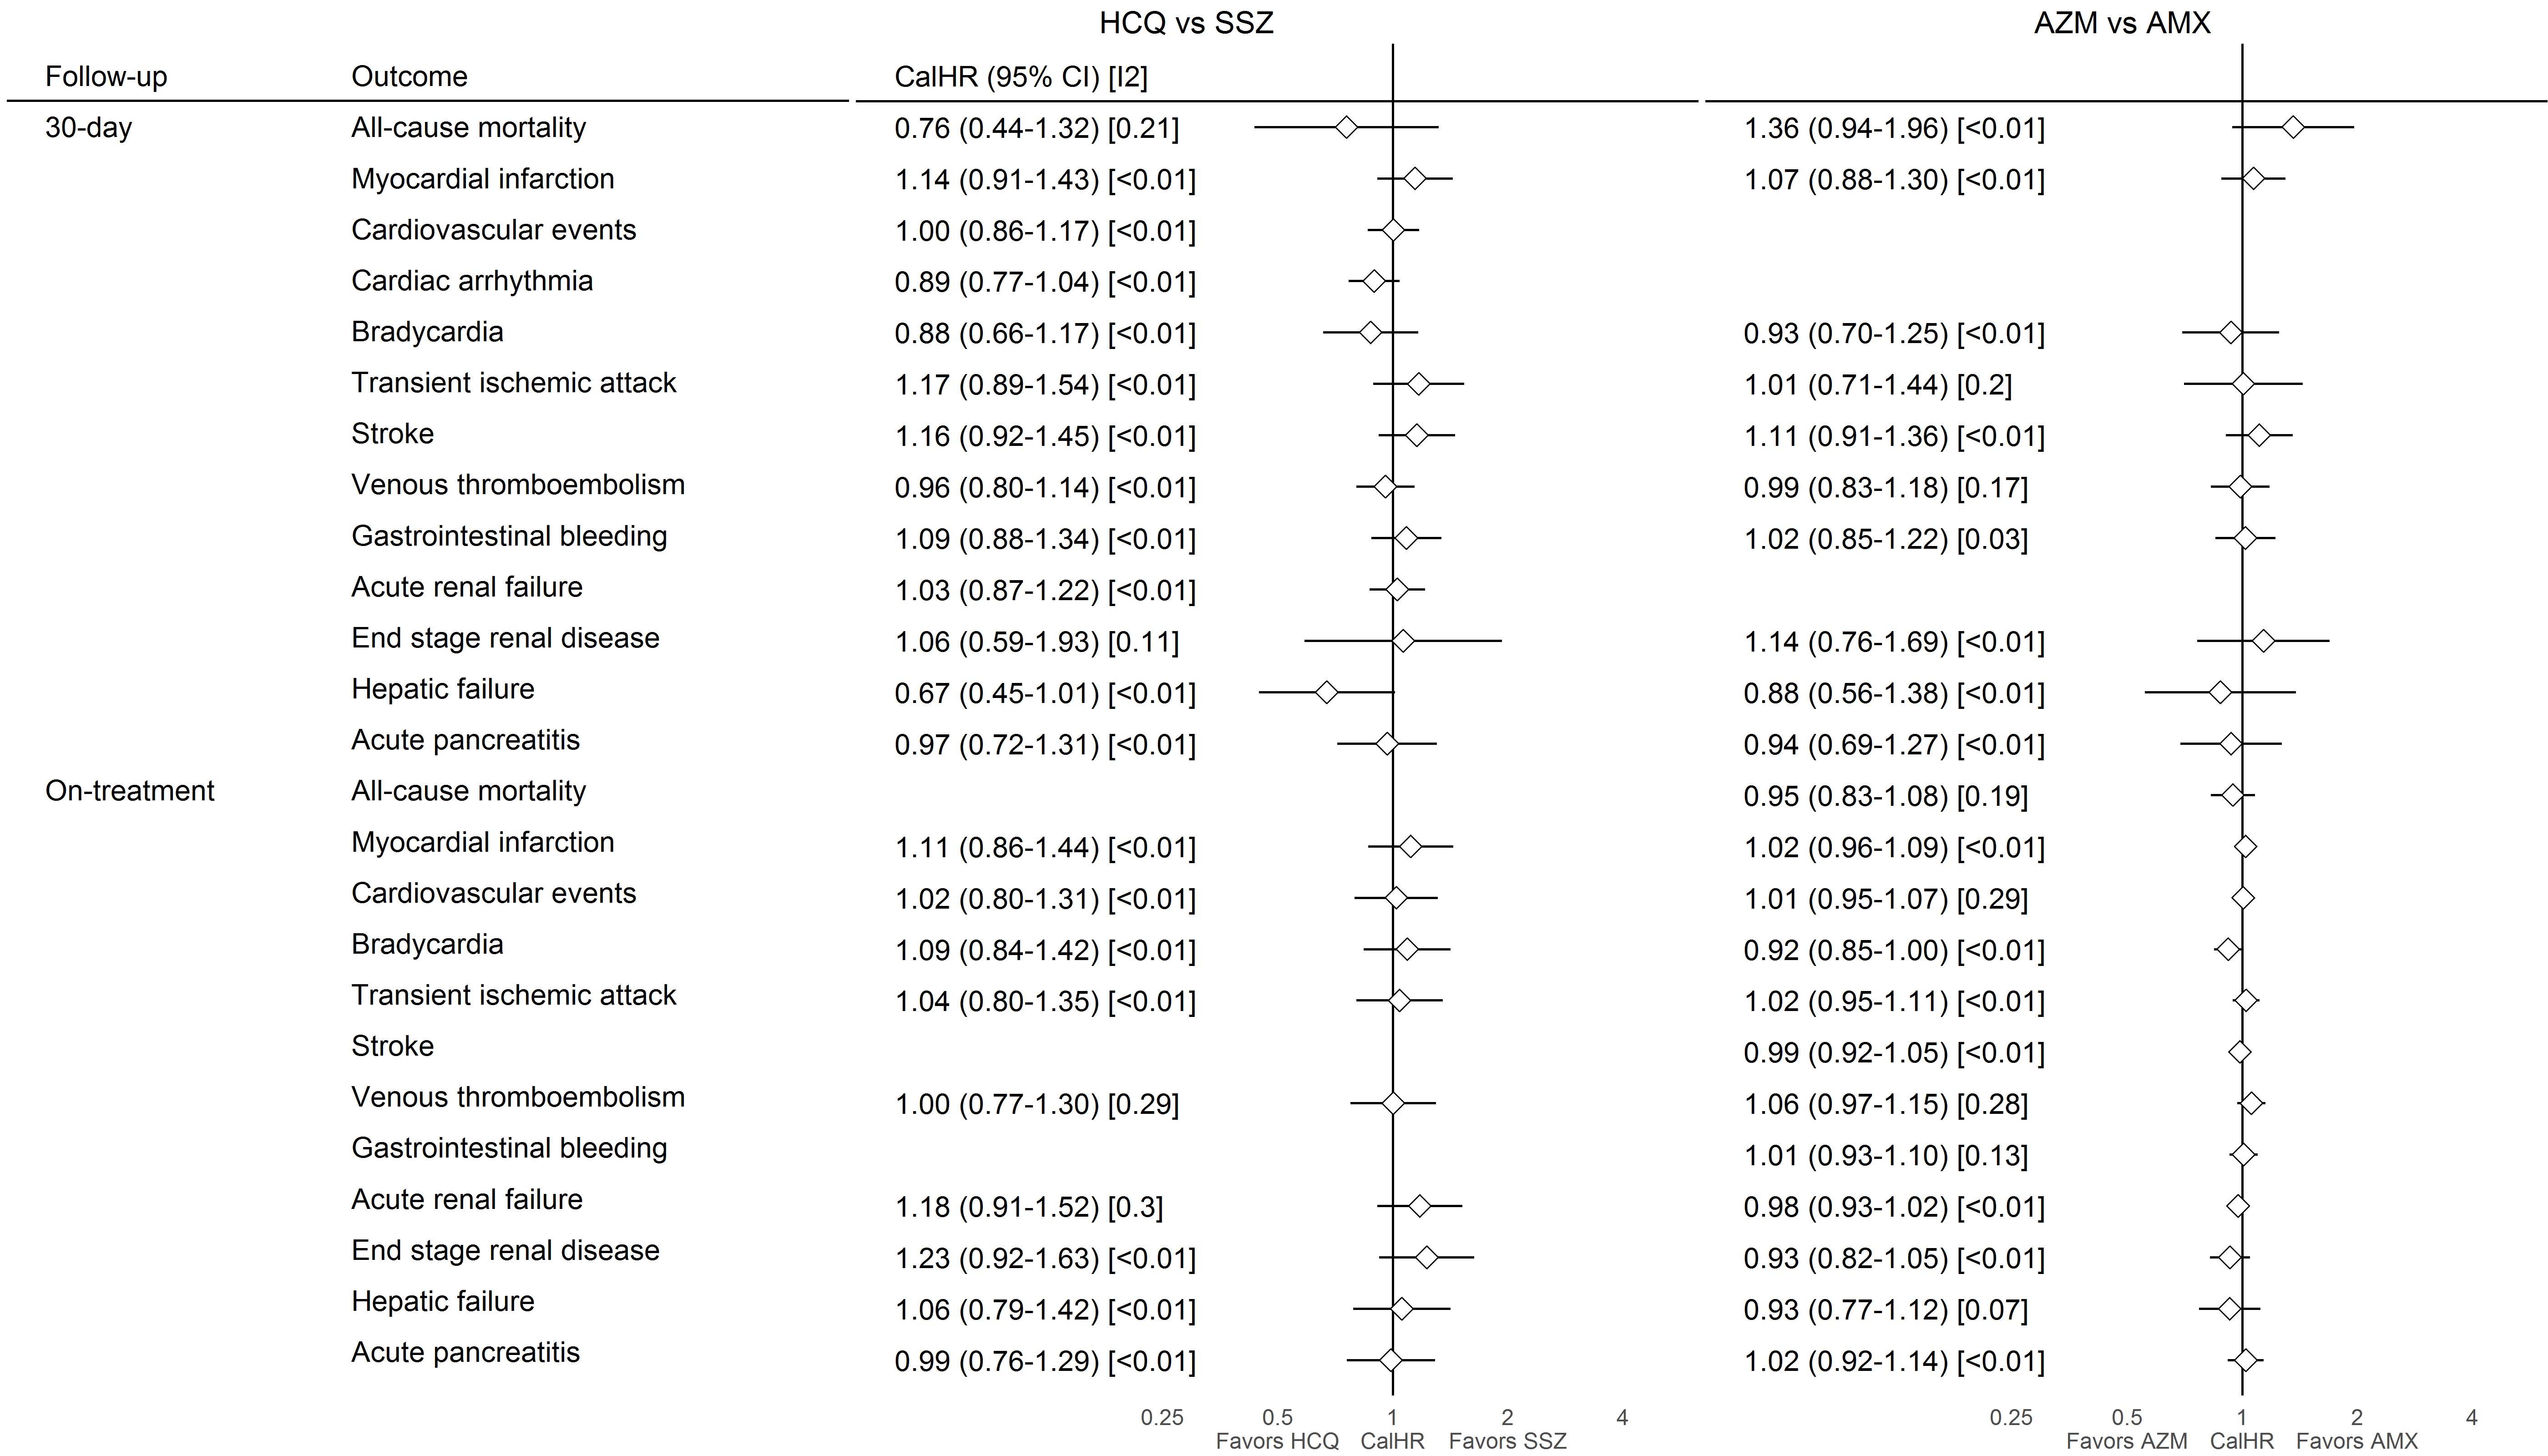 HCQ vs SSZ AZM vs AMX
Follow-up Outcome CalHR (95% CI) [I2]
30-day All-cause mortality 0.76 (0.44-1.32) [0.21] 1.36 (0.94-1.96) [<0.01]
Myocardial infarction 1.14 (0.91-1.43) [<0.01] 1.07 (0.88-1.30) [<0.01]
Cardiovascular events 1.00 (0.86-1.17) [<0.01]
Cardiac arrhythmia 0.89 (0.77-1.04) [<0.01]
Bradycardia 0.88 (0.66-1.17) [<0.01] 0.93 (0.70-1.25) [<0.01]
Transient ischemic attack 1.17 (0.89-1.54) [<0.01] 1.01 (0.71-1.44) [0.2]
Stroke 1.16 (0.92-1.45) [<0.01] 1.11 (0.91-1.36) [<0.01]
Venous thromboembolism 0.96 (0.80-1.14) [<0.01] 0.99 (0.83-1.18) [0.17]
Gastrointestinal bleeding 1.09 (0.88-1.34) [<0.01] 1.02 (0.85-1.22) [0.03]
Acute renal failure 1.03 (0.87-1.22) [<0.01]
End stage renal disease 1.06 (0.59-1.93) [0.11] 1.14 (0.76-1.69) [<0.01]
Hepatic failure 0.67 (0.45-1.01) [<0.01] 0.88 (0.56-1.38) [<0.01]
Acute pancreatitis 0.97 (0.72-1.31) [<0.01] 0.94 (0.69-1.27) [<0.01]
On-treatment All-cause mortality 0.95 (0.83-1.08) [0.19]
Myocardial infarction 1.11 (0.86-1.44) [<0.01] 1.02 (0.96-1.09) [<0.01]
Cardiovascular events 1.02 (0.80-1.31) [<0.01] 1.01 (0.95-1.07) [0.29]
Bradycardia 1.09 (0.84-1.42) [<0.01] 0.92 (0.85-1.00) [<0.01]
Transient ischemic attack 1.04 (0.80-1.35) [<0.01] 1.02 (0.95-1.11) [<0.01]
Stroke 0.99 (0.92-1.05) [<0.01]
Venous thromboembolism 1.00 (0.77-1.30) [0.29] 1.06 (0.97-1.15) [0.28]
Gastrointestinal bleeding 1.01 (0.93-1.10) [0.13]
Acute renal failure 1.18 (0.91-1.52) [0.3] 0.98 (0.93-1.02) [<0.01]
End stage renal disease 1.23 (0.92-1.63) [<0.01] 0.93 (0.82-1.05) [<0.01]
Hepatic failure 1.06 (0.79-1.42) [<0.01] 0.93 (0.77-1.12) [0.07]
Acute pancreatitis 0.99 (0.76-1.29) [<0.01] 1.02 (0.92-1.14) [<0.01]
0.25 0.5 1 2 4 0.25 0.5 1 2 4
Favors HCQ CalHR Favors SSZ Favors AZM CalHR Favors AMX